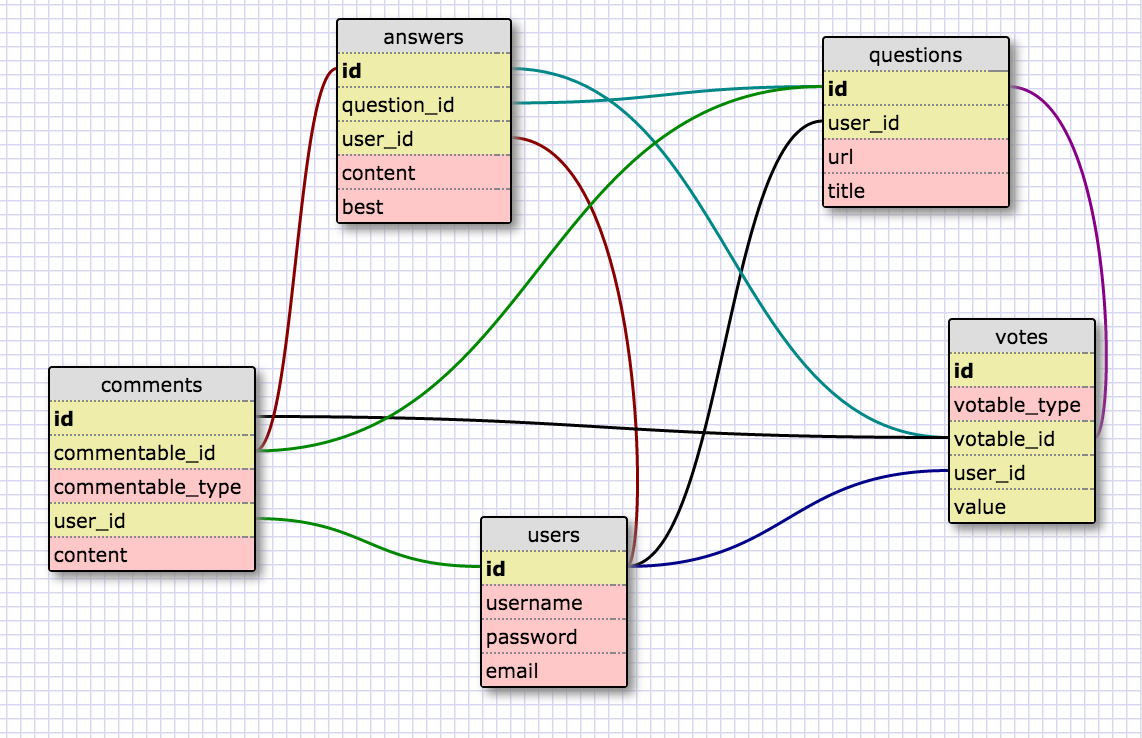 answers
id
question_id
user_id
content
best
questions
id
user_id
url
title
votes
id
votable_type
votable_id
user_id
value
comments
id
commentable_id
commentable_type
user_id
content
users
id
username
password
email